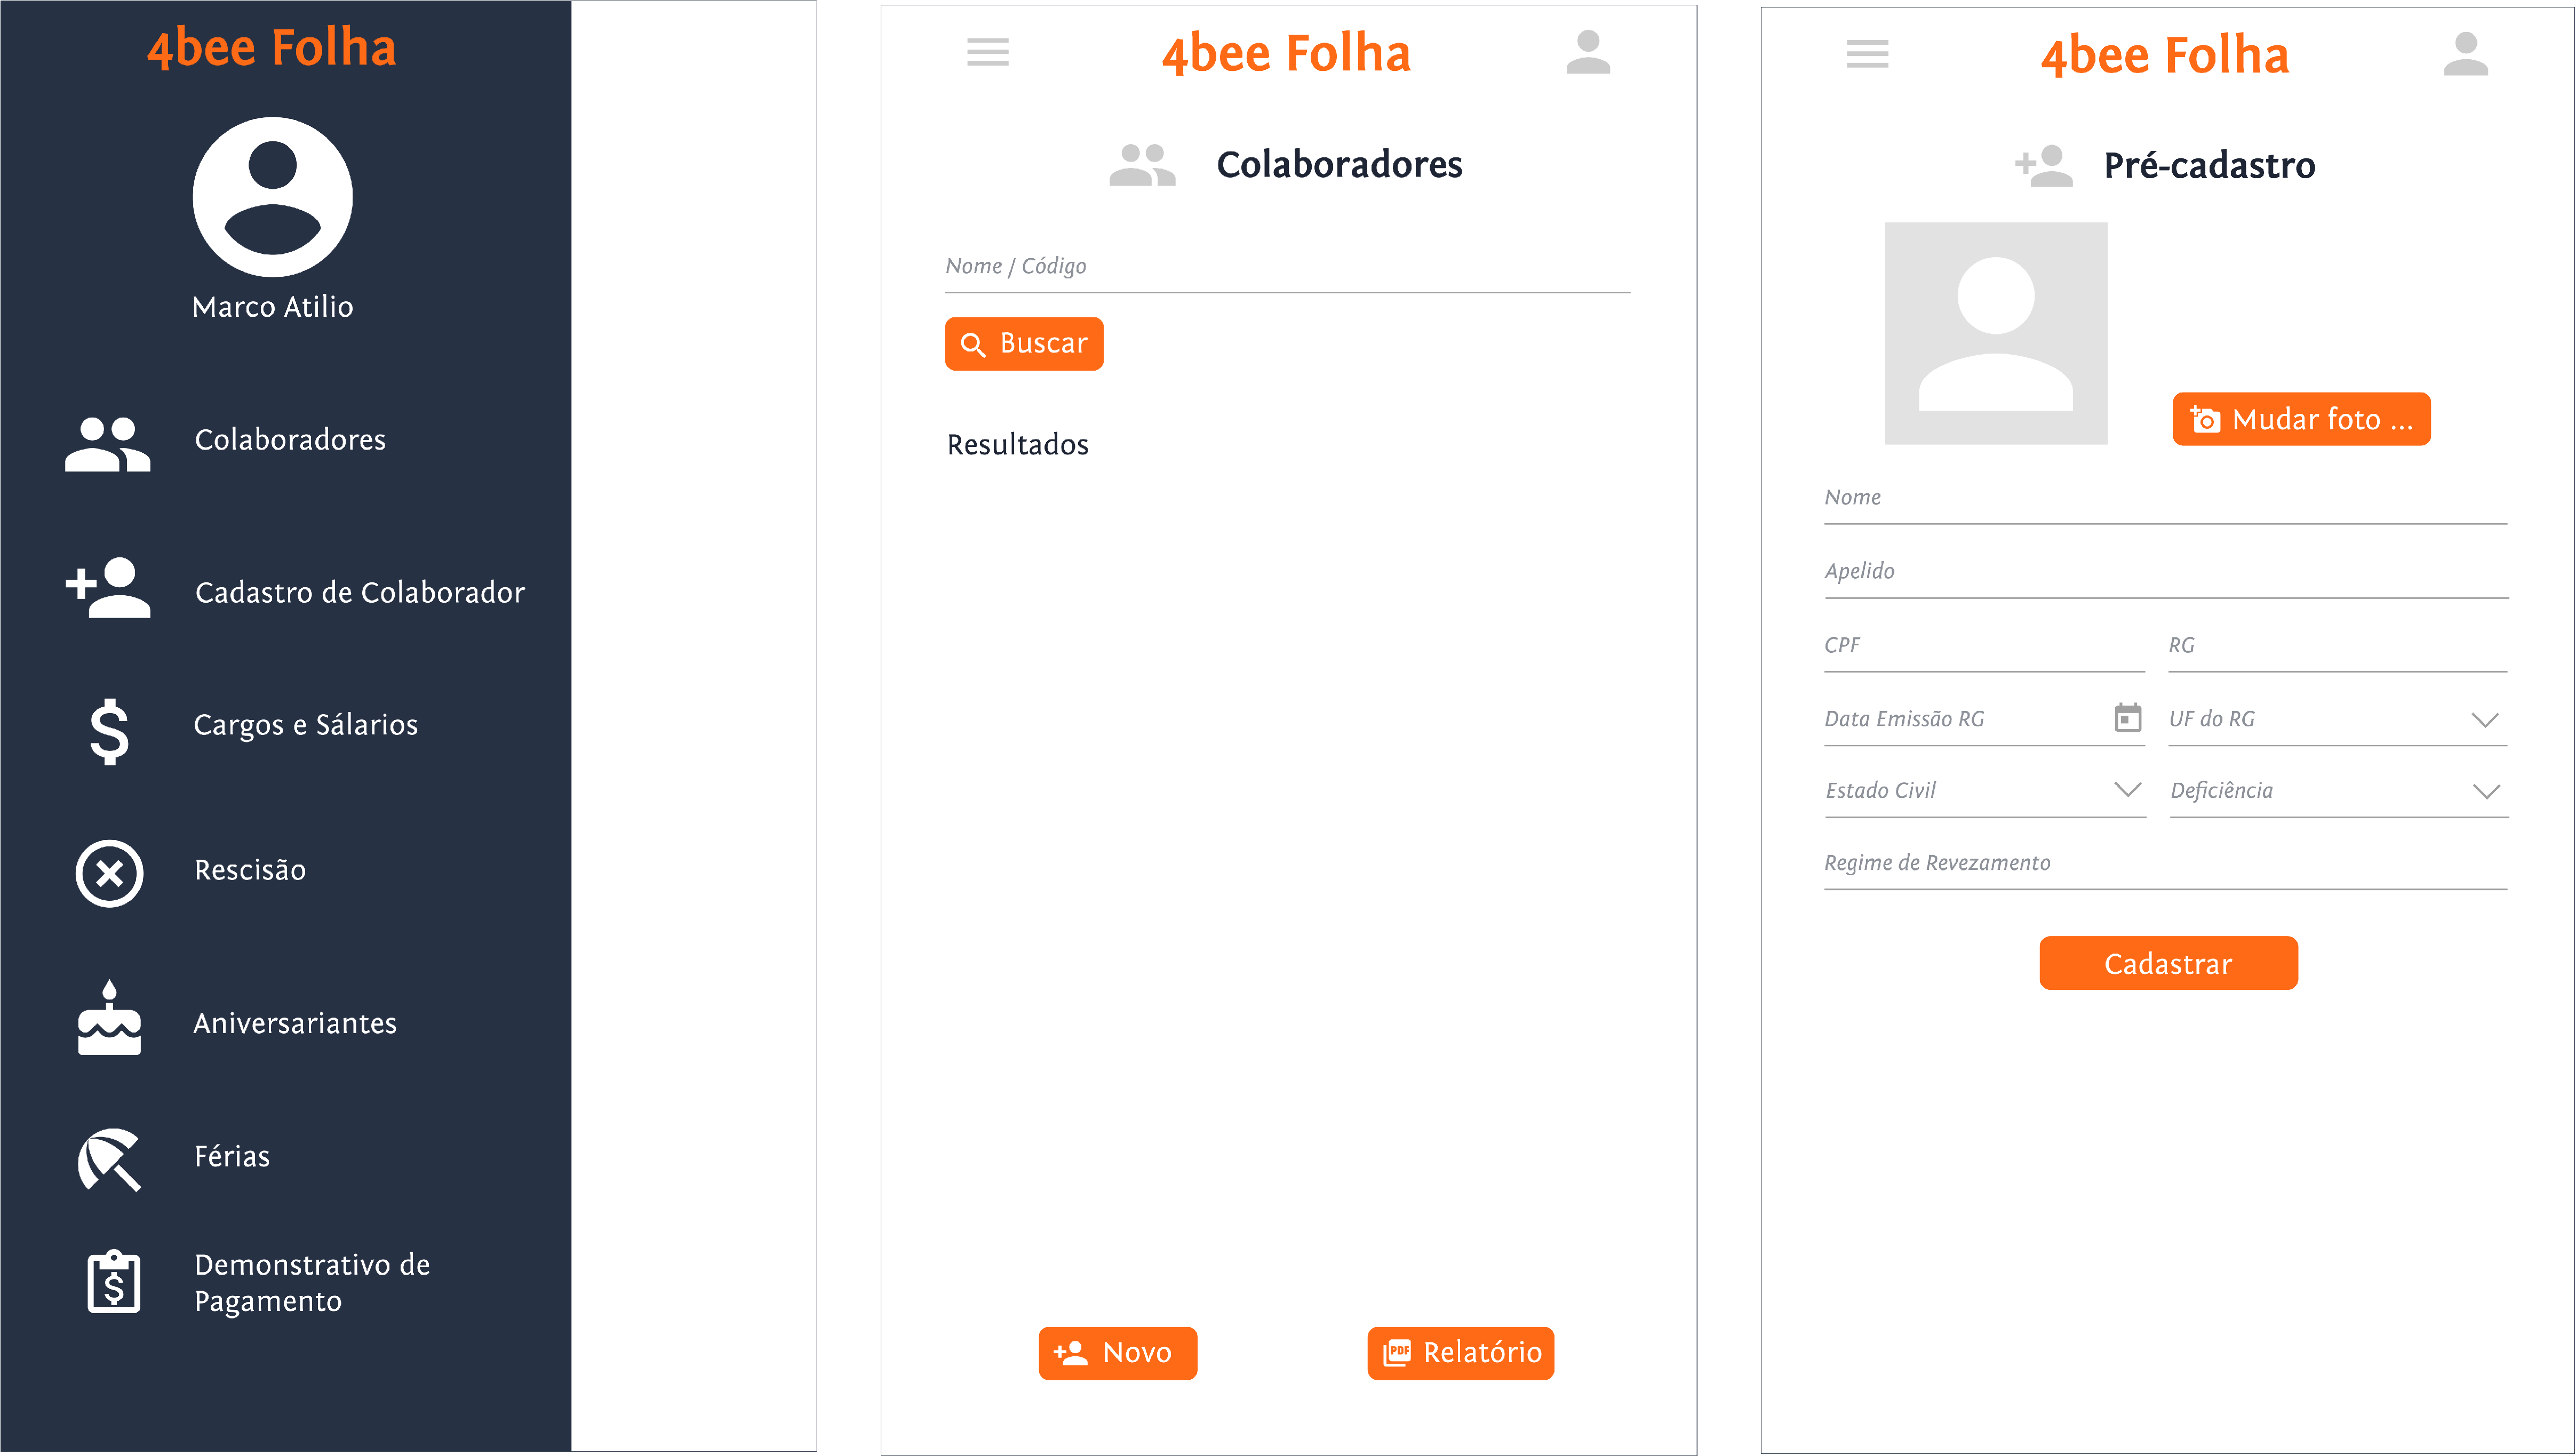 4bee Folha
Marco Atilio
Colaboradores
Cadastro de Colaborador
Cargos e Sálarios
Rescisão
Aniversariantes
Férias
Demonstrativo de
Pagamento
4bee Folha
Colaboradores
Nome / Código
Buscar
Resultados
Novo
PDF Relatório
4bee Folha
Pré-cadastro
Mudar foto ...
Nome
Apelido
CPF RG
Data Emissão RG UF do RG
Estado Civil Deficiência
Regime de Revezamento
Cadastrar